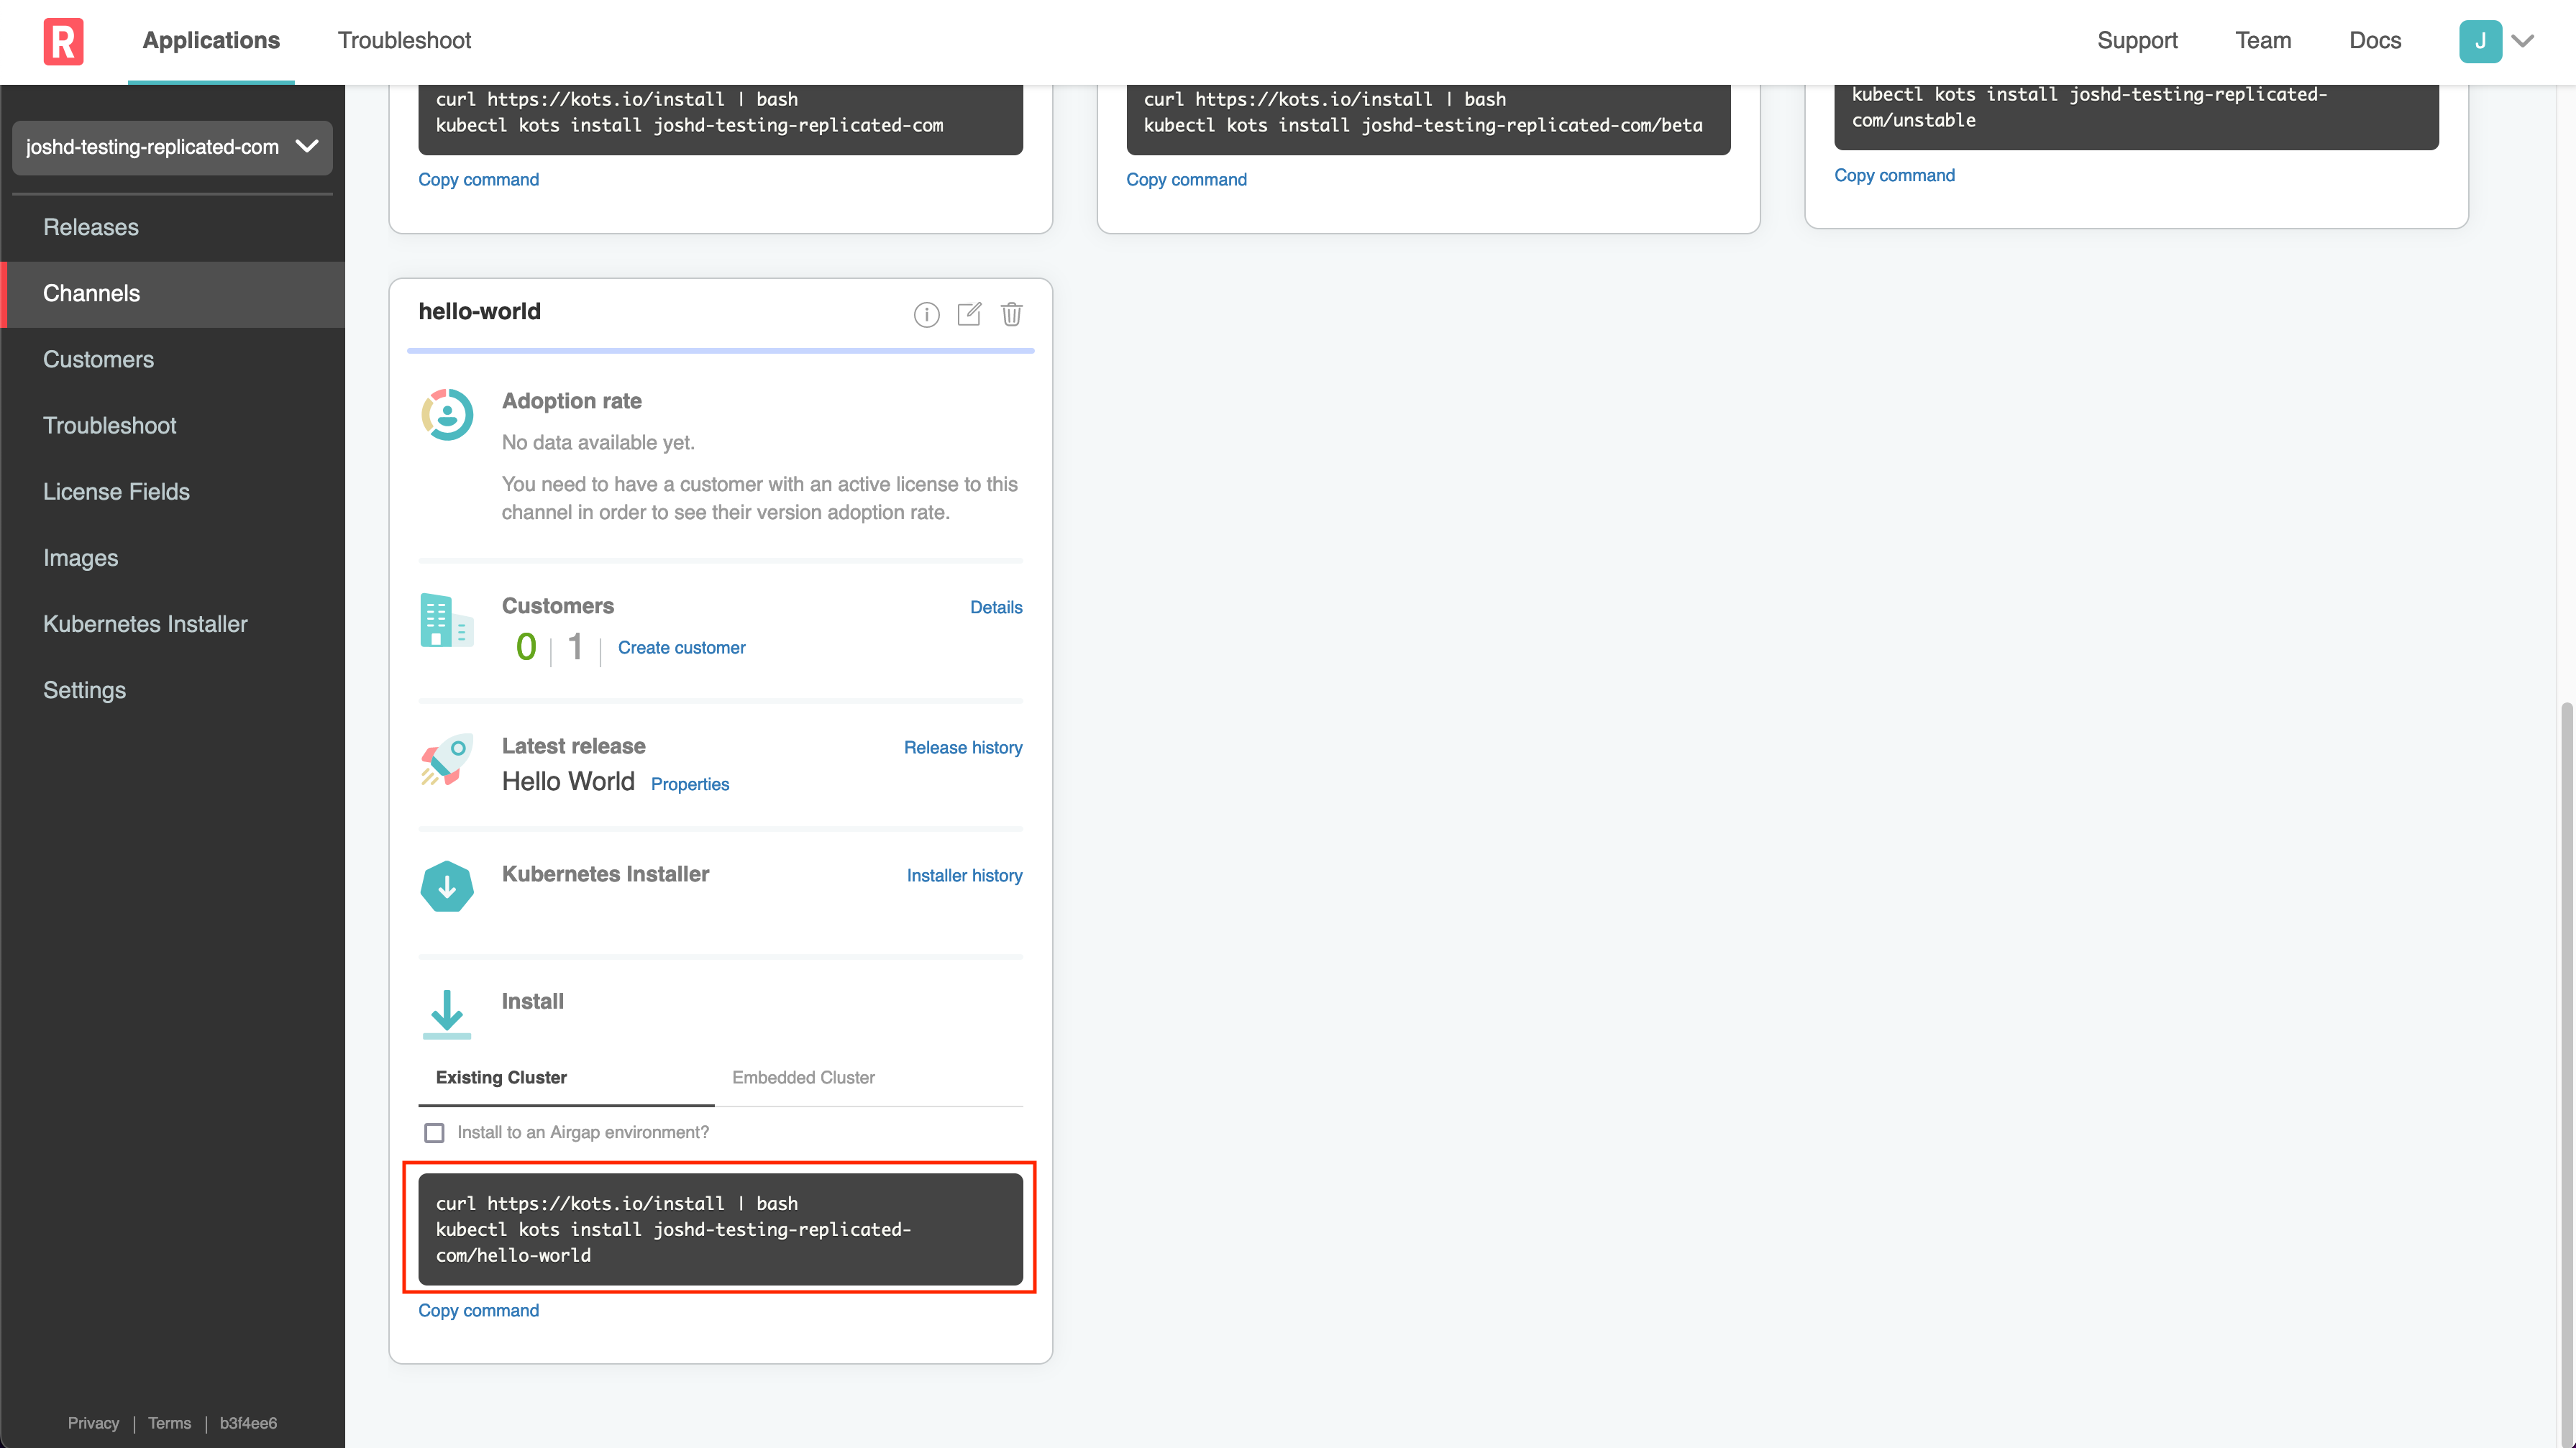 R
Applications
Troubleshoot
Support
Team
Docs
J
joshd-testing-replicated-com
Releases
Channels
Customers
Troubleshoot
License Fields
Images
Kubernetes Installer
Settings
Privacy | Terms | b3f4ee6
curl https://kots.io/install | bash
kubectl kots install joshd-testing-replicated-com
Copy command
curl https://kots.io/install | bash
kubectl kots install joshd-testing-replicated-com/beta
Copy command
kubectl kots install joshd-testing-replicated-
com/unstable
Copy command
hello-world
Adoption rate
No data available yet.
You need to have a customer with an active license to this
channel in order to see their version adoption rate.
Customers
Details
0 | 1 | Create customer
Latest release
Release history
Hello World Properties
Kubernetes Installer
Installer history
Install
Existing Cluster
Embedded Cluster
Install to an Airgap environment?
curl https://kots.io/install | bash
kubectl kots install joshd-testing-replicated-
com/hello-world
Copy command